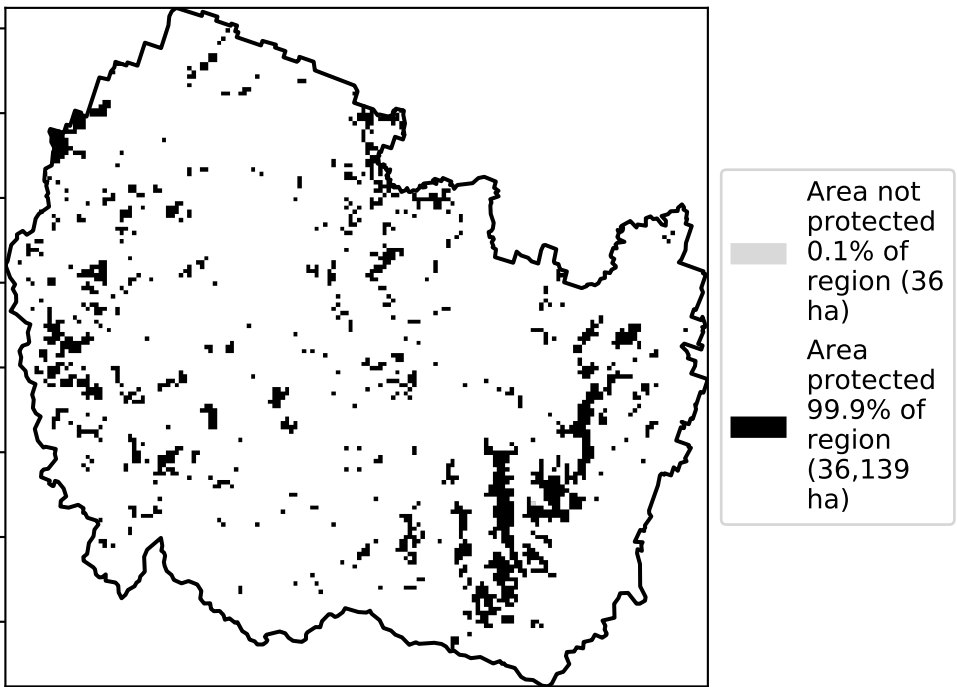 Area not
protected
0.1% of
region (36
ha)
Area
protected
99.9% of
region
(36,139
ha)